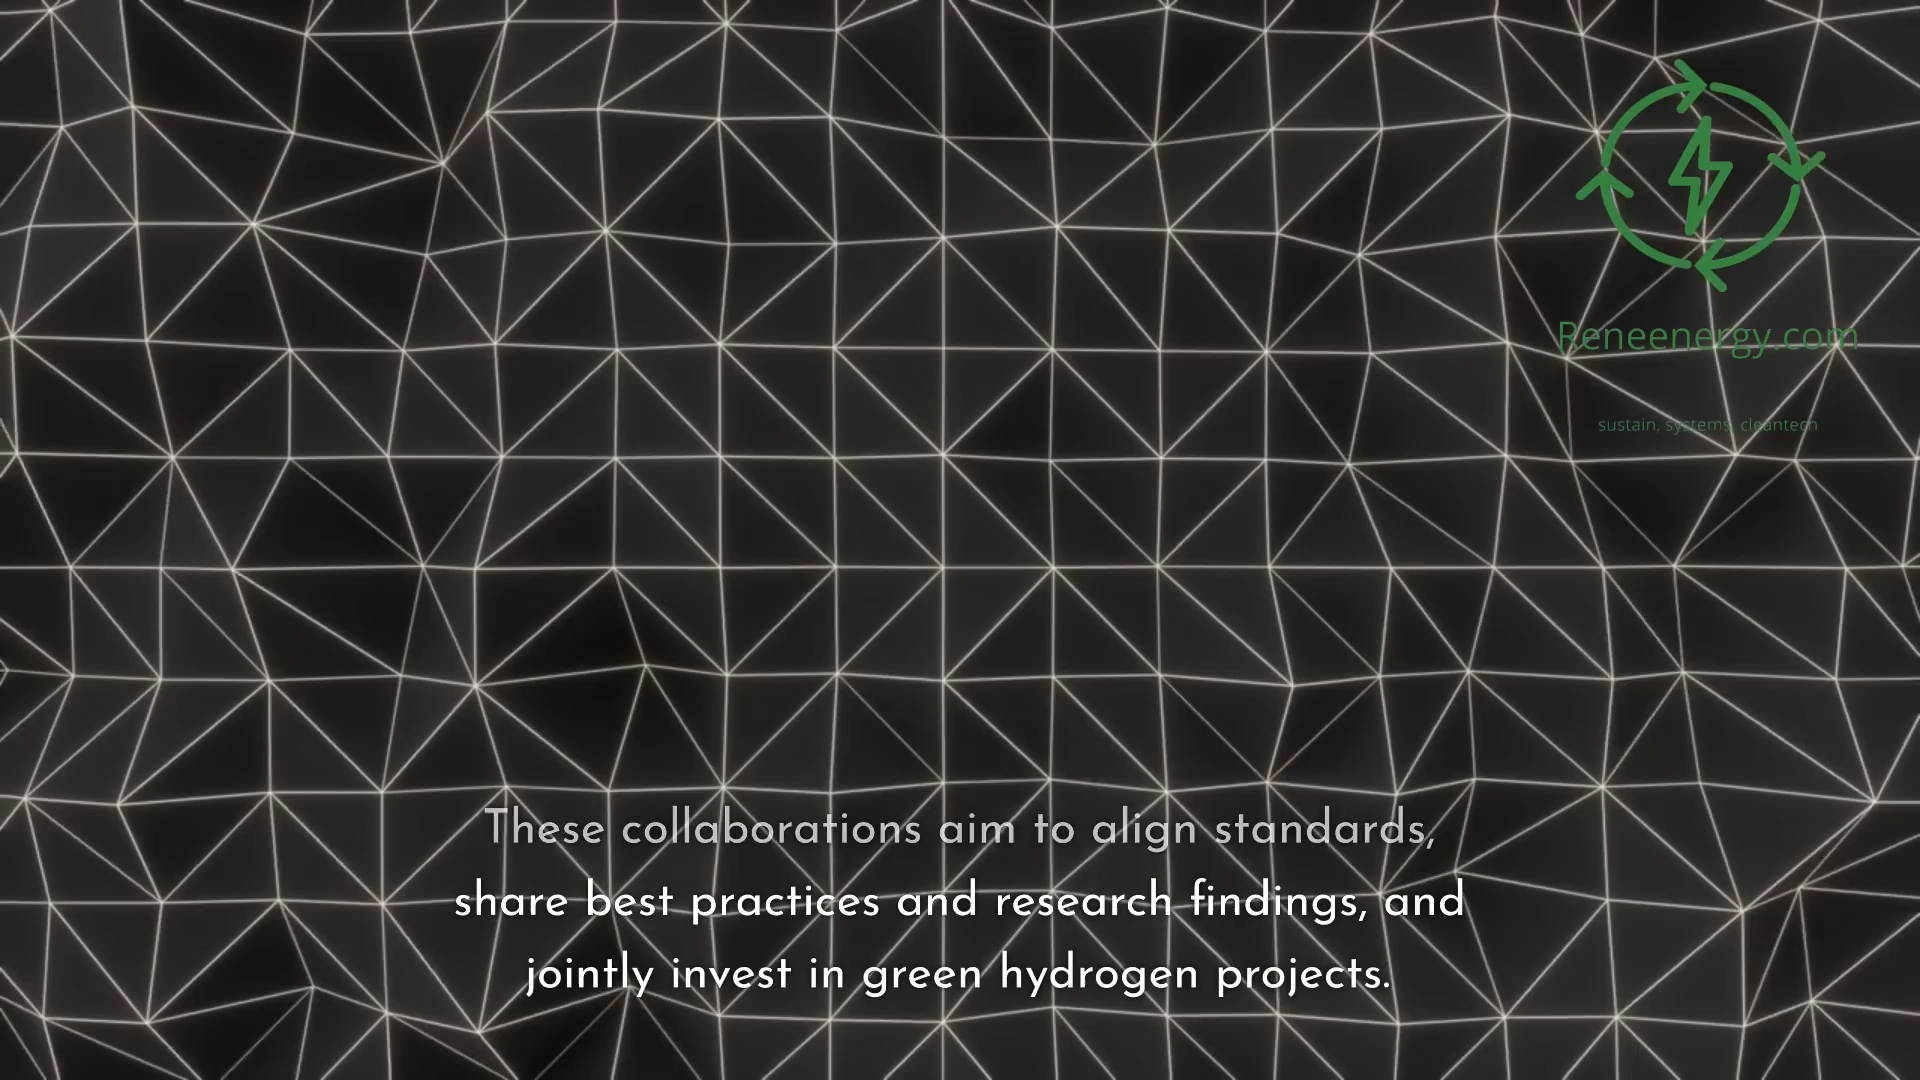 Reneenergy.com
sustain, systems, cleantech
These collaborations aim to align standards,
share best practices and research findings, and
jointly invest in green hydrogen projects.